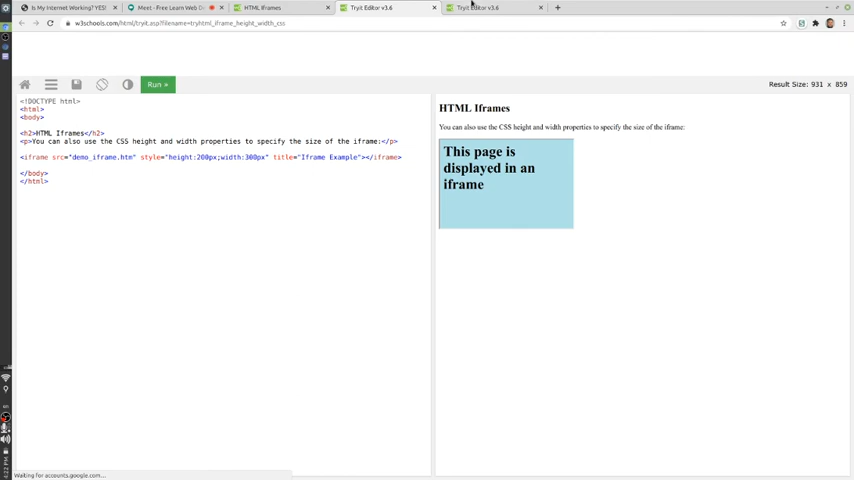 Is My Internet Working? YES!
Meet - Free Learn Web D
HTML Iframes
Tryit Editor v3.6
Tryit Editor v3.6
w3schools.com/html/tryit.asp?filename=tryhtml_iframe_height_width_css
Run »
Result Size: 931 x 859
<!DOCTYPE html>
<html>
<body>
<h2>HTML Iframes</h2>
<p>You can also use the CSS height and width properties to specify the size of the iframe:</p>
<iframe src="demo_iframe.htm" style="height:200px;width:300px" title="Iframe Example"></iframe>
</body>
</html>
HTML Iframes
You can also use the CSS height and width properties to specify the size of the iframe:
This page is
displayed in an
iframe
4:22 PM
Waiting for accounts.google.com...